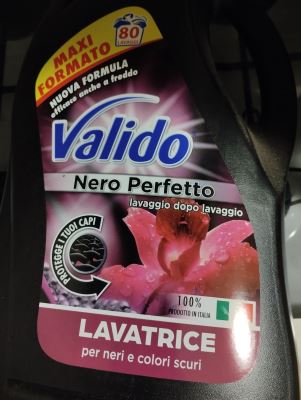 80
LAVAGGI
MAXI
FORMATO
NUOVA FORMULA
efficace anche a freddo
Valido
Nero Perfetto
lavaggio dopo lavaggio
PROTEGGE I TUOI CAPI
100%
PRODOTTO IN ITALIA
LAVATRICE
per neri e colori scuri